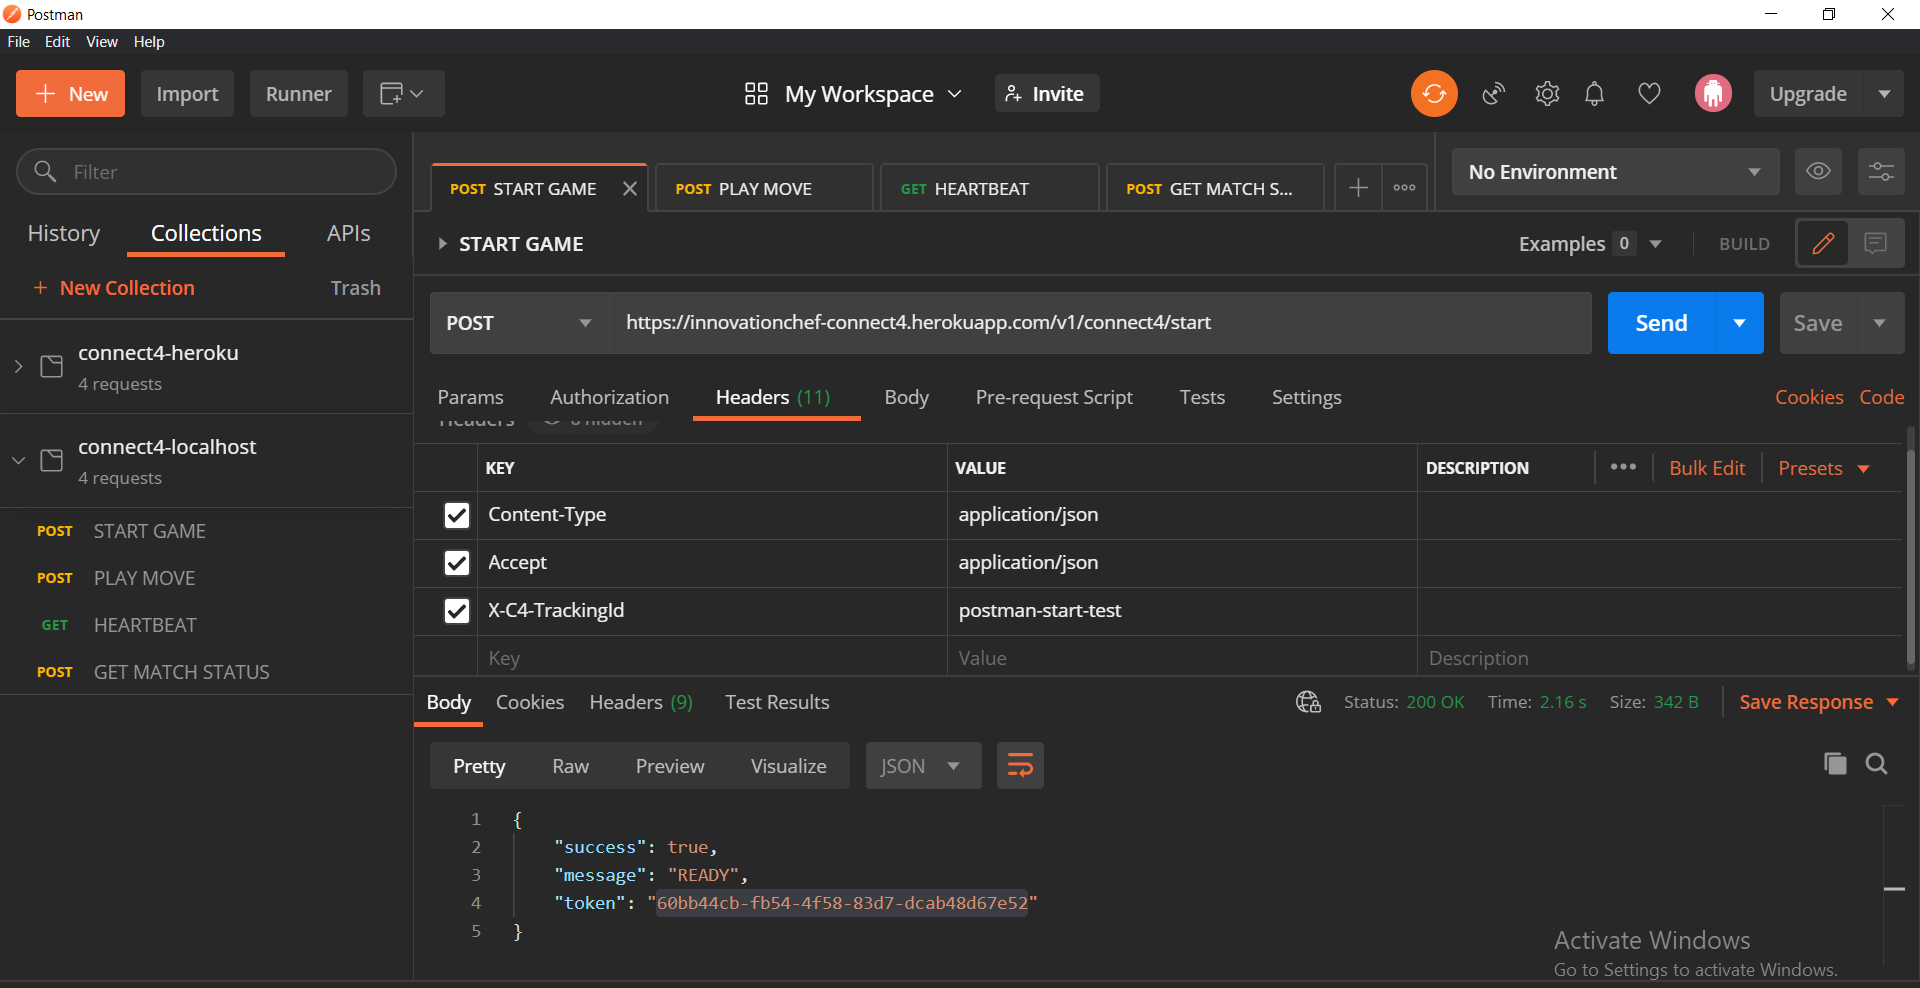 Postman
File Edit View Help
+ New Import Runner My Workspace Invite Upgrade
Filter
History Collections APIs
+ New Collection Trash
connect4-heroku
4 requests
connect4-localhost
4 requests
POST START GAME
POST PLAY MOVE
GET HEARTBEAT
POST GET MATCH STATUS
POST START GAME POST PLAY MOVE GET HEARTBEAT POST GET MATCH S... No Environment
START GAME Examples 0 BUILD
POST https://innovationchef-connect4.herokuapp.com/v1/connect4/start Send Save
Params Authorization Headers (11) Body Pre-request Script Tests Settings Cookies Code
Headers 8 hidden
KEY VALUE DESCRIPTION Bulk Edit Presets
Content-Type application/json
Accept application/json
X-C4-TrackingId postman-start-test
Key Value Description
Body Cookies Headers (9) Test Results Status: 200 OK Time: 2.16 s Size: 342 B Save Response
Pretty Raw Preview Visualize JSON
1 {
2 "success": true,
3 "message": "READY",
4 "token": "60bb44cb-fb54-4f58-83d7-dcab48d67e52"
5 }
Activate Windows
Go to Settings to activate Windows.